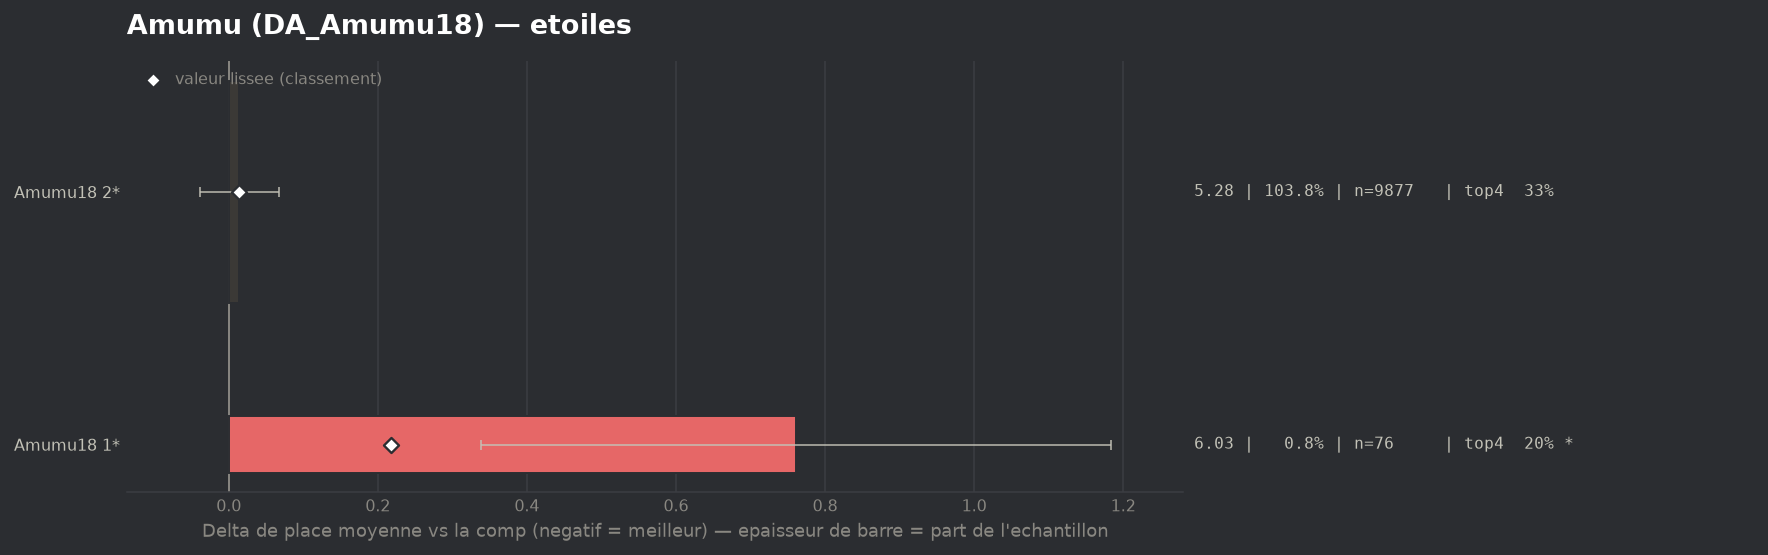 Amumu (DA_Amumu18) — etoiles
valeur lissee (classement)
Amumu18 2*
5.28 | 103.8% | n=9877   | top4  33%
Amumu18 1*
6.03 |   0.8% | n=76     | top4  20% *
0.0 0.2 0.4 0.6 0.8 1.0 1.2
Delta de place moyenne vs la comp (negatif = meilleur) — epaisseur de barre = part de l'echantillon